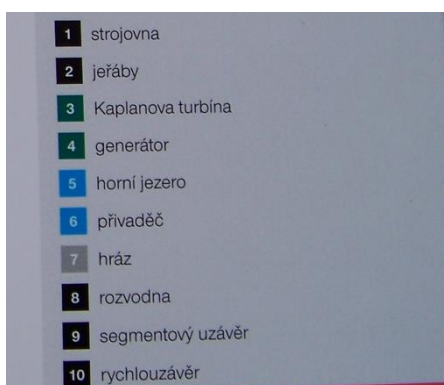 1 strojovna
2 jeřáby
3 Kaplanova turbína
4 generátor
5 horní jezero
6 přivaděč
7 hráz
8 rozvodna
9 segmentový uzávěr
10 rychlouzávěr